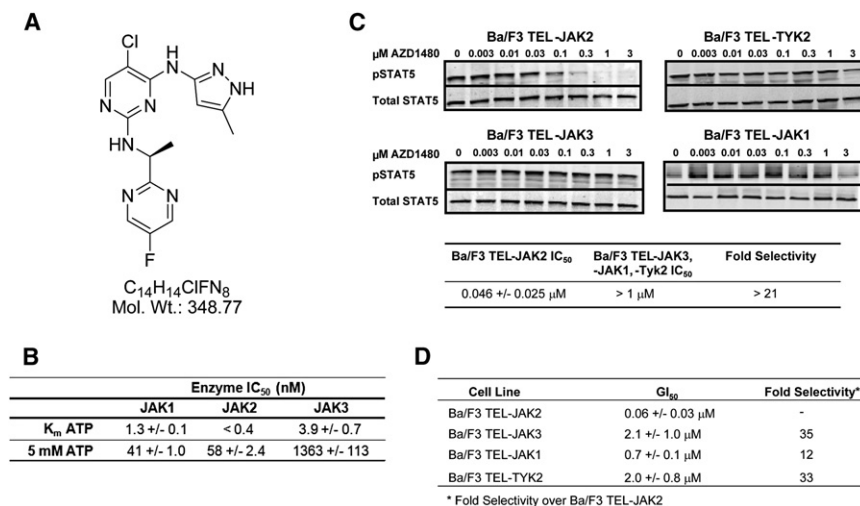 A
Cl
HN
N
NH
N
N
HN
N
N
F
C₁₄H₁₄ClFN₈
Mol. Wt.: 348.77
B
Enzyme IC₅₀ (nM)
JAK1 JAK2 JAK3
Kₘ ATP 1.3 +/- 0.1 < 0.4 3.9 +/- 0.7
5 mM ATP 41 +/- 1.0 58 +/- 2.4 1363 +/- 113
C
Ba/F3 TEL-JAK2
µM AZD1480 0 0.003 0.01 0.03 0.1 0.3 1 3
pSTAT5
Total STAT5
Ba/F3 TEL-TYK2
0 0.003 0.01 0.03 0.1 0.3 1 3
Ba/F3 TEL-JAK3
µM AZD1480 0 0.003 0.01 0.03 0.1 0.3 1 3
pSTAT5
Total STAT5
Ba/F3 TEL-JAK1
0 0.003 0.01 0.03 0.1 0.3 1 3
Ba/F3 TEL-JAK2 IC₅₀ Ba/F3 TEL-JAK3, Fold Selectivity
-JAK1, -Tyk2 IC₅₀
0.046 +/- 0.025 µM > 1 µM > 21
D
Cell Line GI₅₀ Fold Selectivity*
Ba/F3 TEL-JAK2 0.06 +/- 0.03 µM -
Ba/F3 TEL-JAK3 2.1 +/- 1.0 µM 35
Ba/F3 TEL-JAK1 0.7 +/- 0.1 µM 12
Ba/F3 TEL-TYK2 2.0 +/- 0.8 µM 33
* Fold Selectivity over Ba/F3 TEL-JAK2